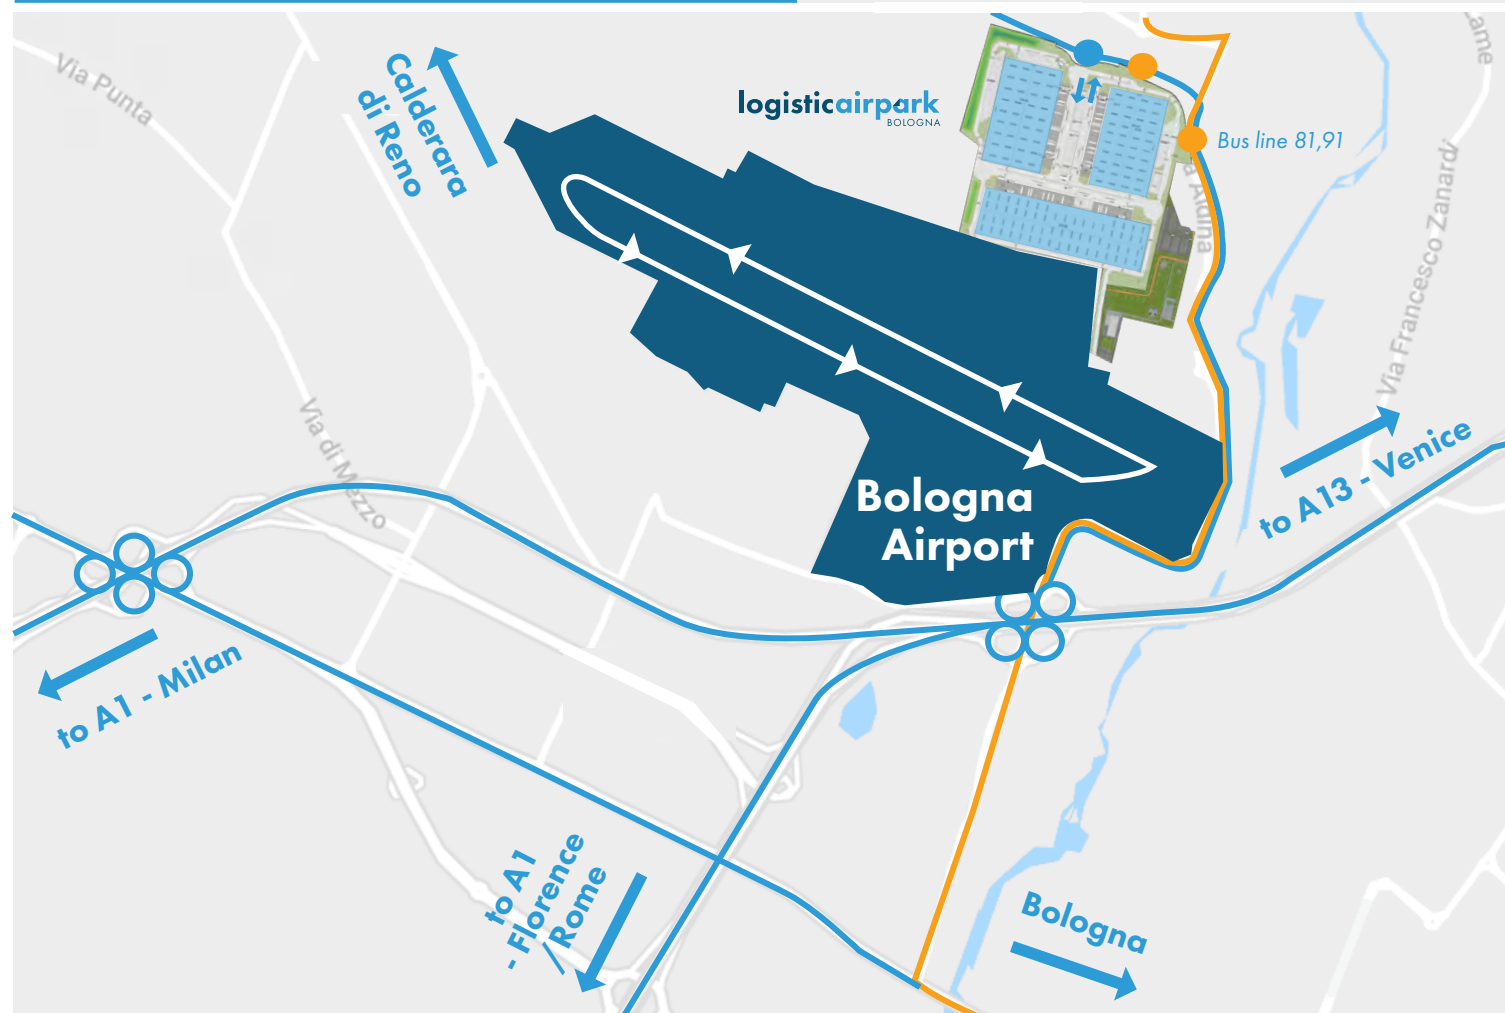 Via Punta
Calderara
di Reno
logisticairpark
BOLOGNA
Bus line 81,91
Aldina
Via Francesco Zanardi
Via di Mezzo
to A13 - Venice
Bologna
Airport
to A1 - Milan
to A1
- Florence
/Rome
Bologna